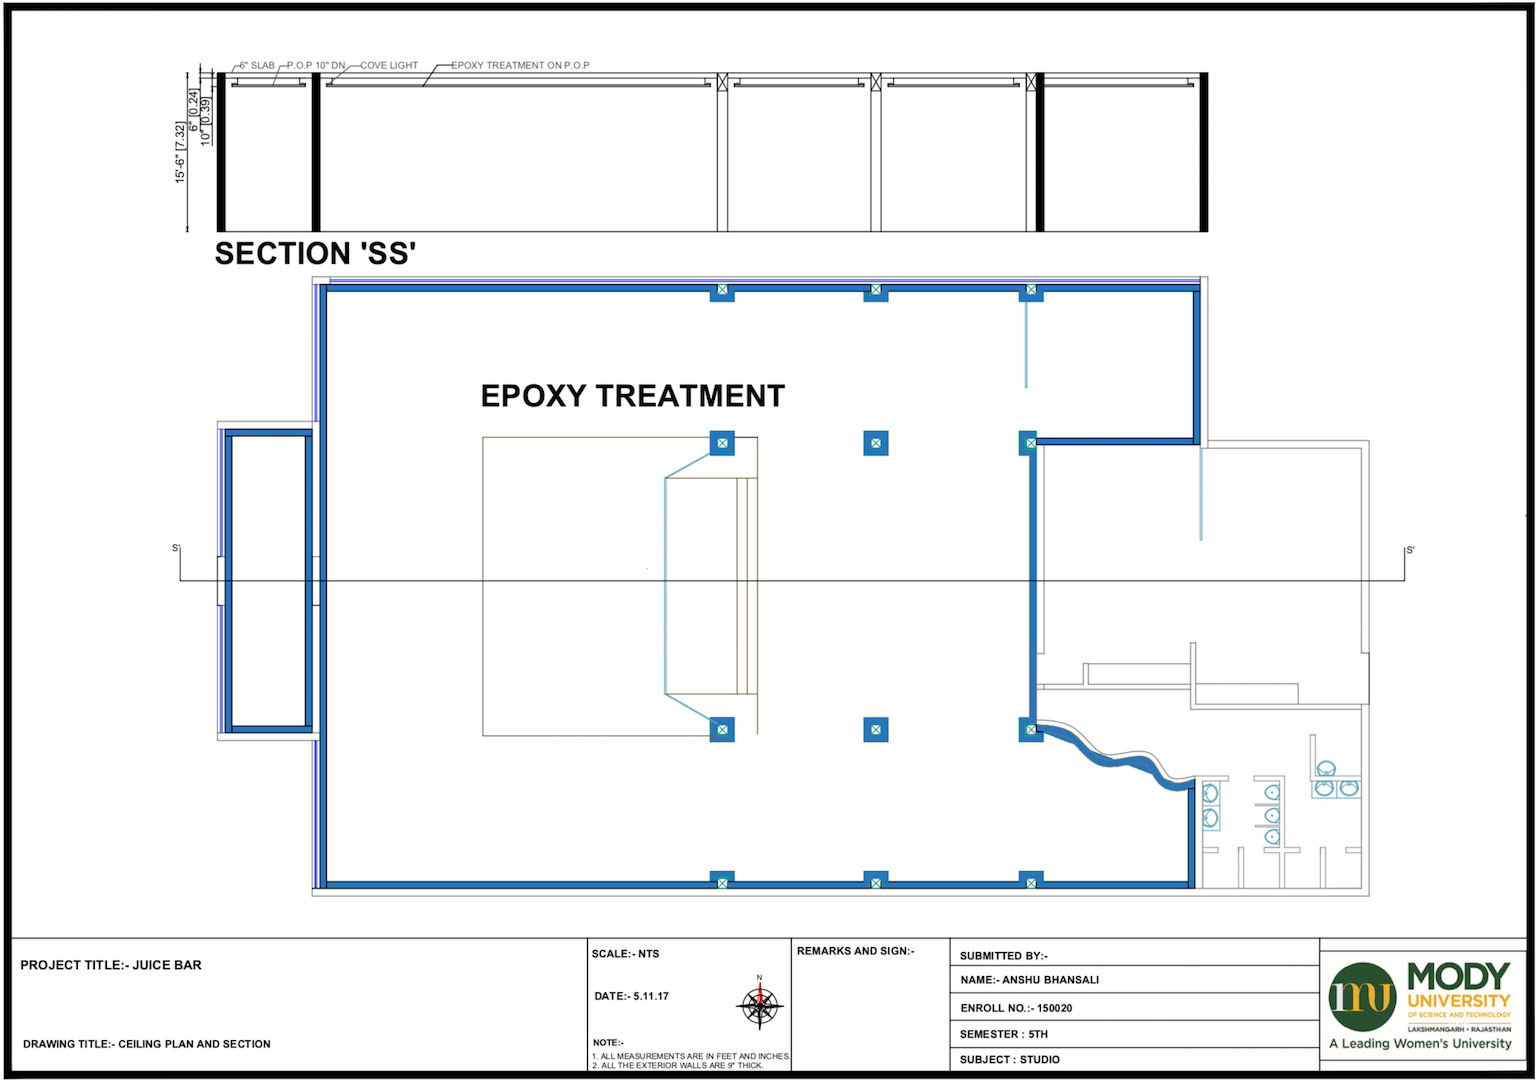 6" SLAB
P.O.P 10" DN
COVE LIGHT
EPOXY TREATMENT ON P.O.P
15'-6" [7.32]
6" [0.24]
10" [0.39]
SECTION 'SS'
EPOXY TREATMENT
S'
S'
PROJECT TITLE:- JUICE BAR
DRAWING TITLE:- CEILING PLAN AND SECTION
SCALE:- NTS
DATE:- 5.11.17
N
NOTE:-
1. ALL MEASUREMENTS ARE IN FEET AND INCHES.
2. ALL THE EXTERIOR WALLS ARE 9" THICK.
REMARKS AND SIGN:-
SUBMITTED BY:-
NAME:- ANSHU BHANSALI
ENROLL NO.:- 150020
SEMESTER : 5TH
SUBJECT : STUDIO
mu
MODY
UNIVERSITY
OF SCIENCE AND TECHNOLOGY
LAKSHMANGARH • RAJASTHAN
A Leading Women's University